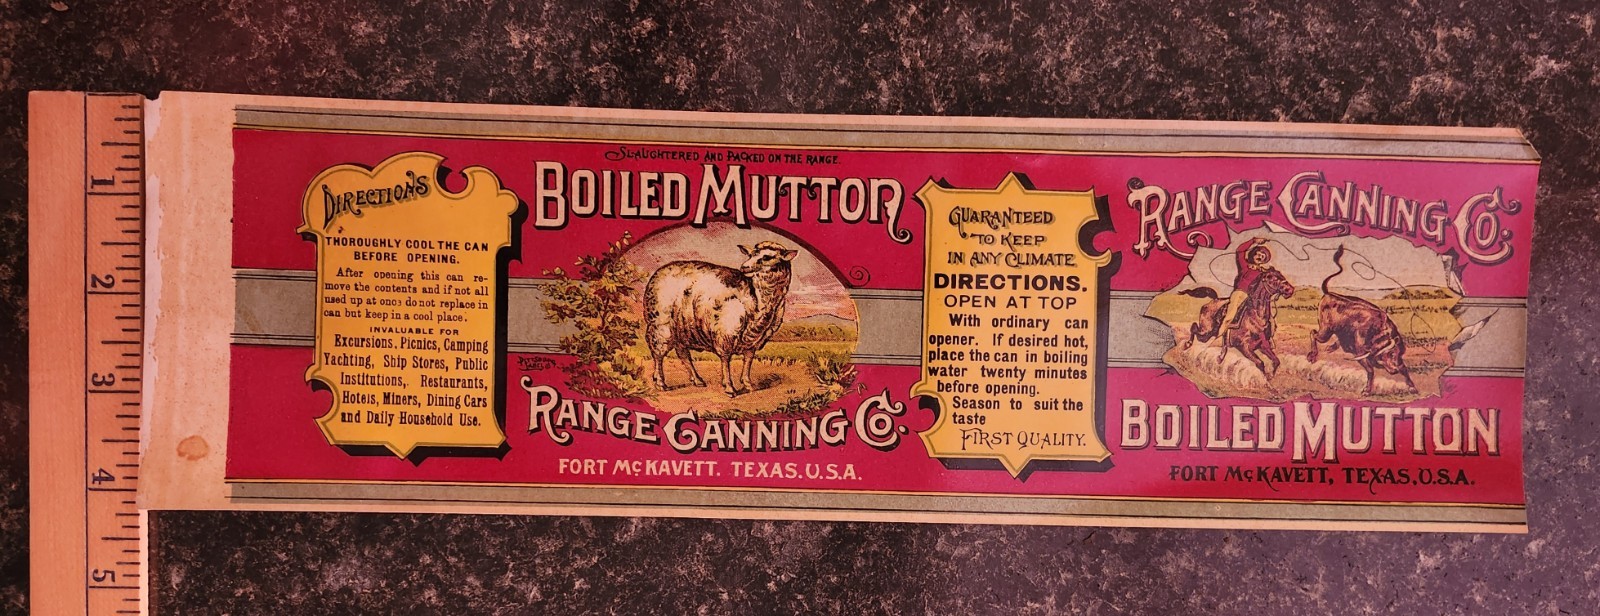 1
2
3
4
5
DIRECTIONS
THOROUGHLY COOL THE CAN
BEFORE OPENING.
After opening this can re-
move the contents and if not all
used up at once do not replace in
can but keep in a cool place.
INVALUABLE FOR
Excursions, Picnics, Camping
Yachting, Ship Stores, Public
Institutions, Restaurants,
Hotels, Miners, Dining Cars
and Daily Household Use.
SLAUGHTERED AND PACKED ON THE RANGE.
BOILED MUTTON
RANGE CANNING CO.
FORT McKAVETT. TEXAS. U.S.A.
GUARANTEED
TO KEEP
IN ANY CLIMATE
DIRECTIONS.
OPEN AT TOP
With ordinary can
opener. If desired hot,
place the can in boiling
water twenty minutes
before opening.
Season to suit the
taste
FIRST QUALITY.
RANGE CANNING CO.
BOILED MUTTON
FORT McKAVETT, TEXAS, U.S.A.